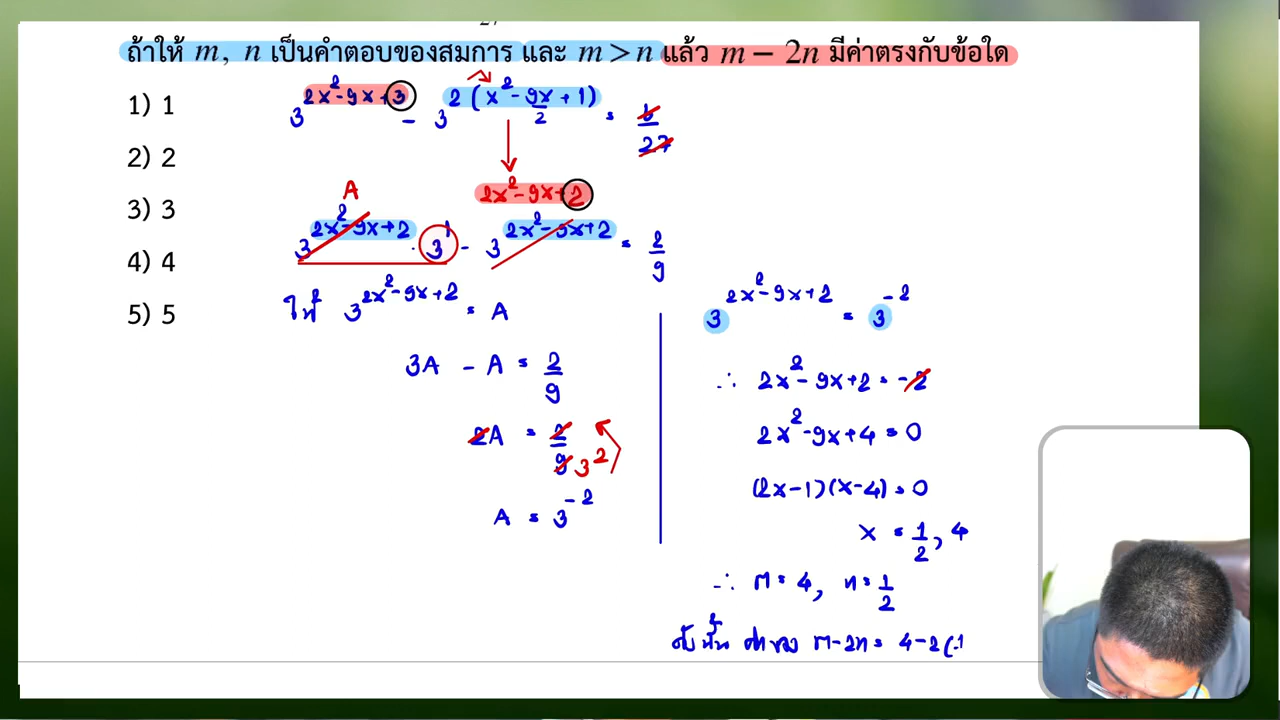 27
ถ้าให้ m, n เป็นคำตอบของสมการ และ m > n แล้ว m − 2n มีค่าตรงกับข้อใด
1) 1
2) 2
3) 3
4) 4
5) 5
3^(2x²-9x+3) - 3^(2(x²-9x/2+1)) = 6/27
2x²-9x+2
A
3^(2x²-9x+2) · 3¹ - 3^(2x²-9x+2) = 2/9
ให้ 3^(2x²-9x+2) = A
3A - A = 2/9
2A = 2/9 3²
A = 3⁻²
3^(2x²-9x+2) = 3⁻²
∴ 2x²-9x+2 = -2
2x²-9x+4 = 0
(2x-1)(x-4) = 0
x = 1/2, 4
∴ m = 4, n = 1/2
ดังนั้น ค่าของ m-2n = 4-2(1